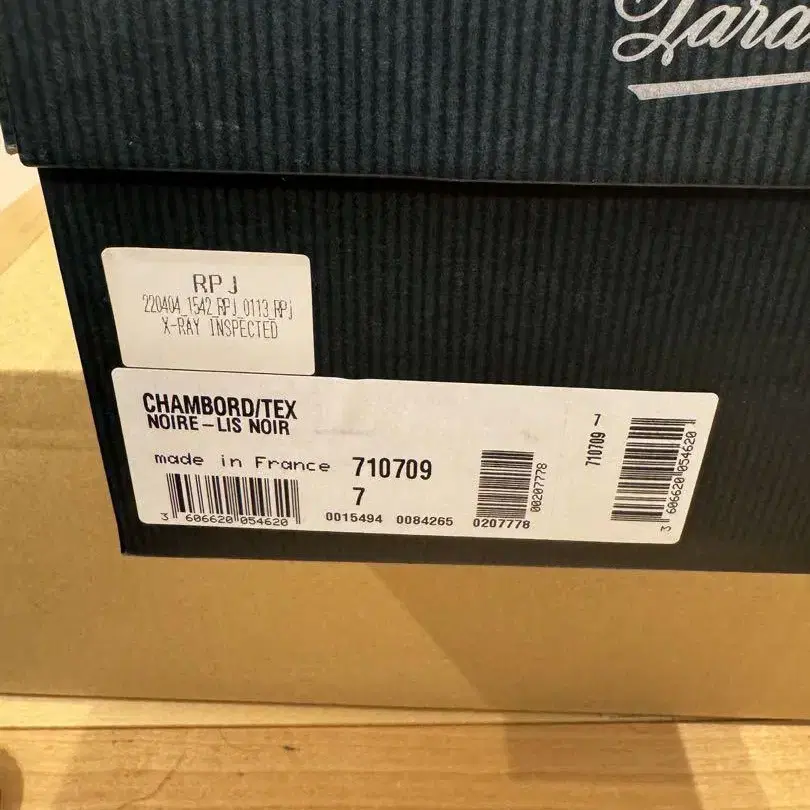 RPJ
220404_1542_RPJ_0113_RPJ
X-RAY INSPECTED
CHAMBORD/TEX
NOIRE-LIS NOIR
made in France 710709
7
3 606620 054620
0015494 0084265 0207778
00207778
7
710709
3 606620 054620